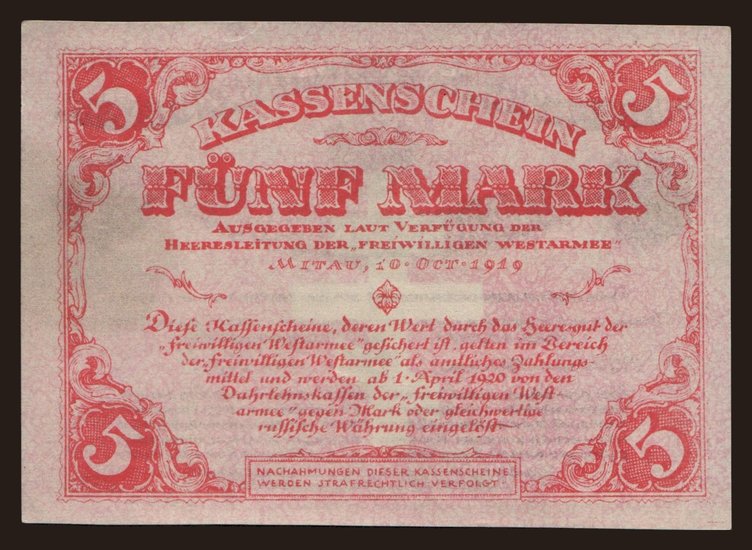 5 5
KASSENSCHEIN
FÜNF MARK
AUSGEGEBEN LAUT VERFÜGUNG DER
HEERESLEITUNG DER „FREIWILLIGEN WESTARMEE“
MITAU, 10·OCT·1919
Diese Kassenscheine, deren Wert durch das Heeresgut der
„freiwilligen Westarmee“ gesichert ist, gelten im Bereich
der „freiwilligen Westarmee“ als amtliches Zahlungs-
mittel und werden ab 1·April 1920 von den
Darlehnskassen der „freiwilligen West-
armee“ gegen Mark oder gleichwertige
russische Währung eingelöst
5 5
NACHAHMUNGEN DIESER KASSENSCHEINE
WERDEN STRAFRECHTLICH VERFOLGT